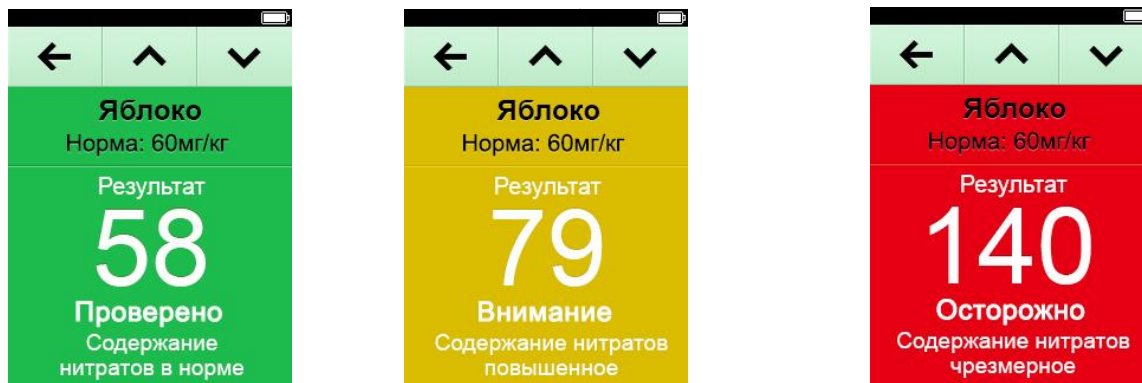 Яблоко
Норма: 60мг/кг
Результат
58
Проверено
Содержание
нитратов в норме
Яблоко
Норма: 60мг/кг
Результат
79
Внимание
Содержание нитратов
повышенное
Яблоко
Норма: 60мг/кг
Результат
140
Осторожно
Содержание нитратов
чрезмерное